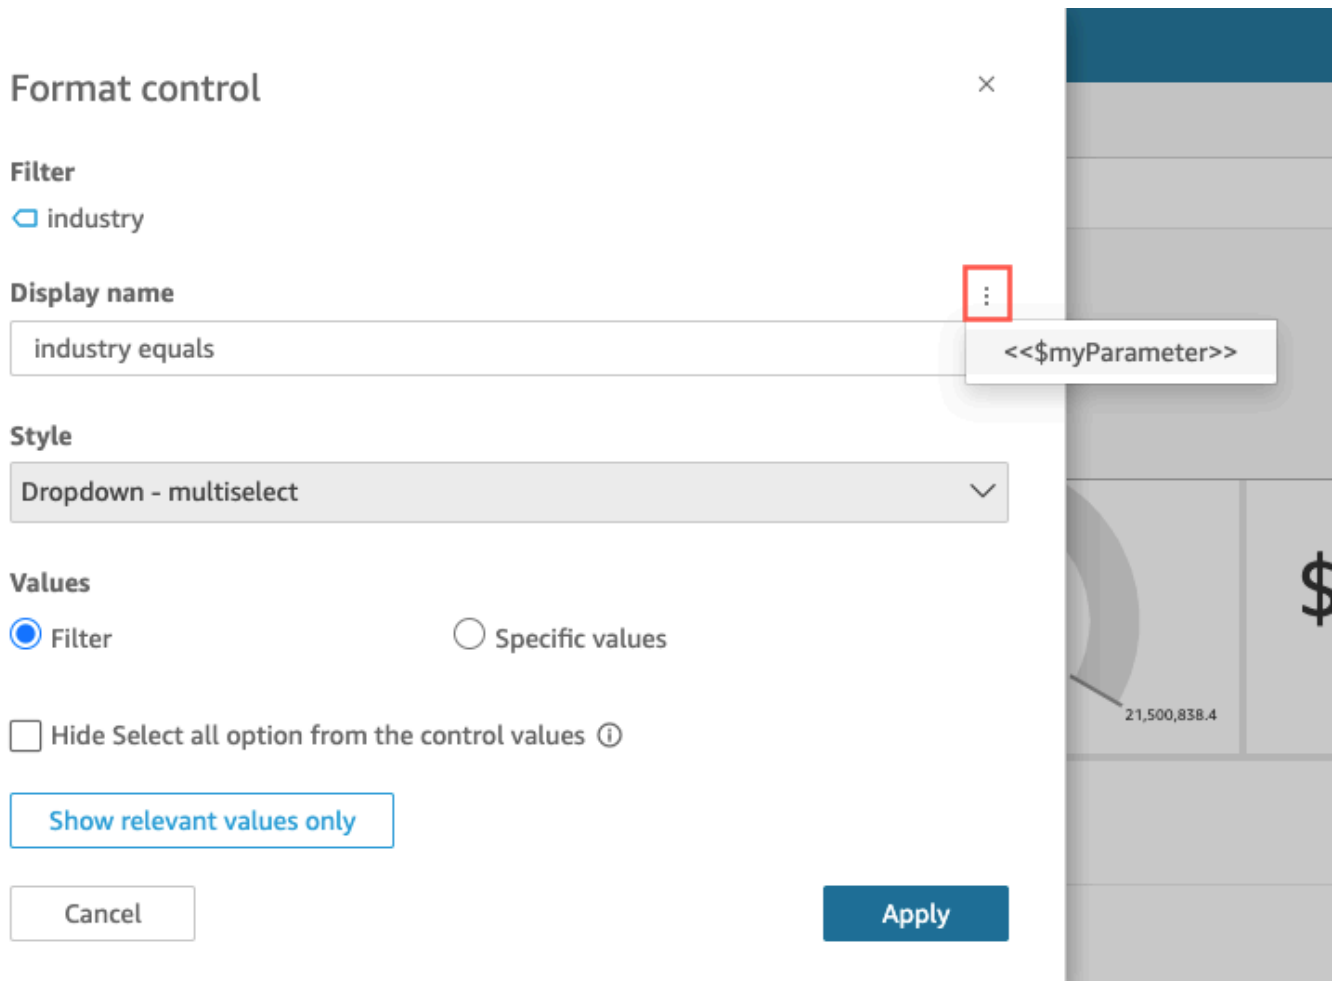 Format control
Filter
industry
Display name
industry equals
<<$myParameter>>
Style
Dropdown - multiselect
Values
Filter
Specific values
Hide Select all option from the control values
Show relevant values only
Cancel
Apply
$
21,500,838.4